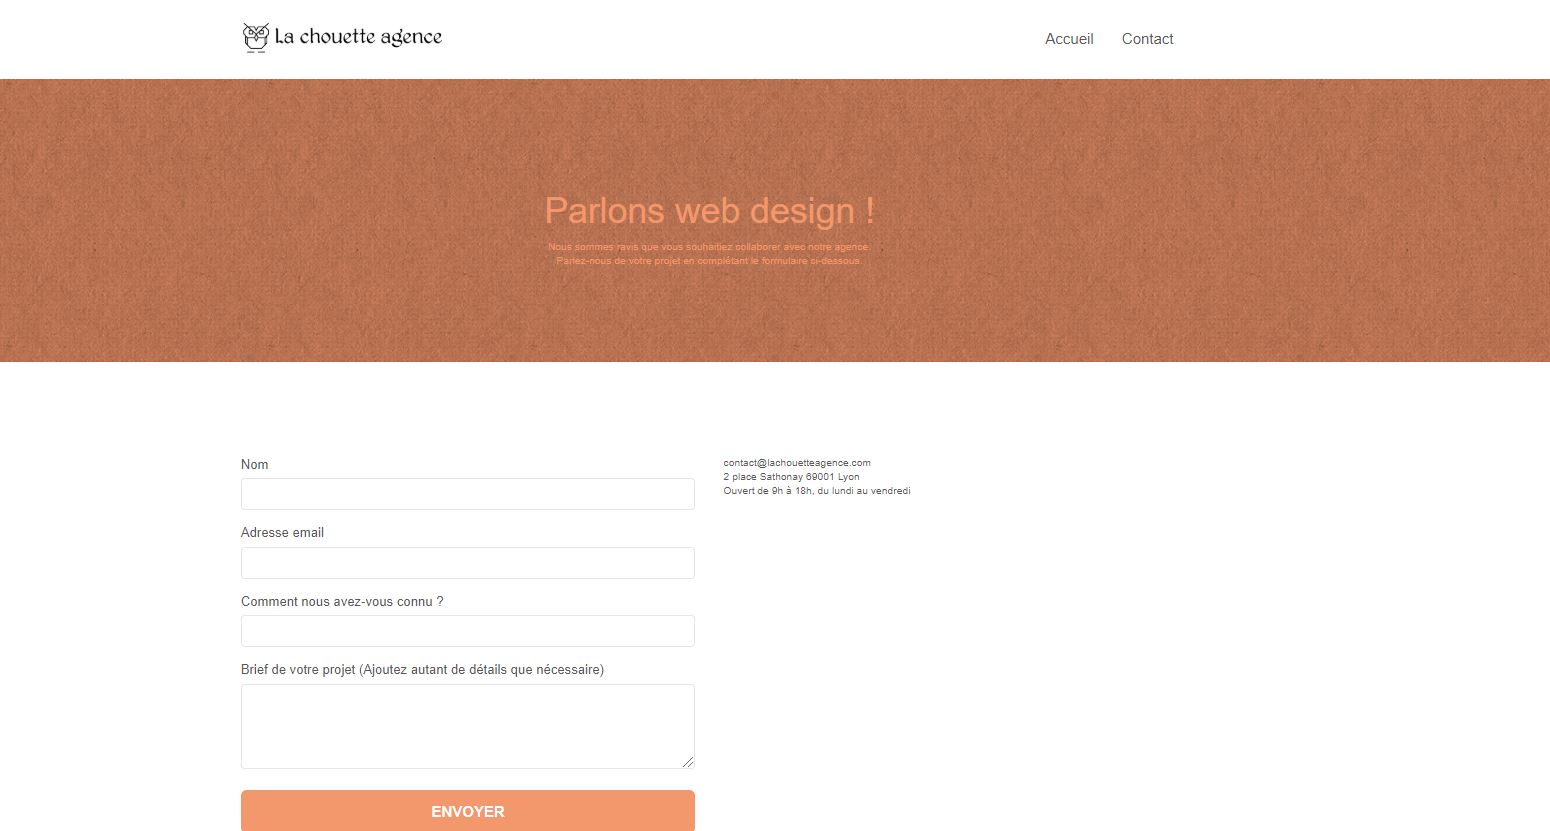 La chouette agence
Accueil
Contact
Parlons web design !
Nous sommes ravis que vous souhaitiez collaborer avec notre agence.
Parlez-nous de votre projet en complétant le formulaire ci-dessous.
Nom
Adresse email
Comment nous avez-vous connu ?
Brief de votre projet (Ajoutez autant de détails que nécessaire)
ENVOYER
contact@lachouetteagence.com
2 place Sathonay 69001 Lyon
Ouvert de 9h à 18h, du lundi au vendredi